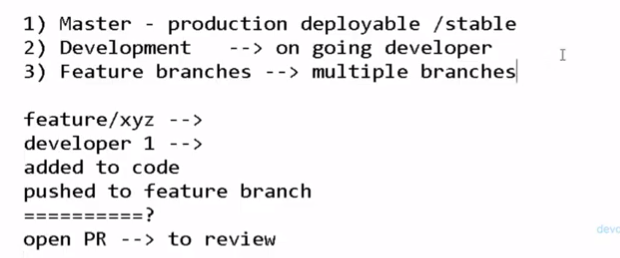 1) Master - production deployable /stable
2) Development   --> on going developer
3) Feature branches --> multiple branches
feature/xyz -->
developer 1 -->
added to code
pushed to feature branch
==========?
open PR --> to review